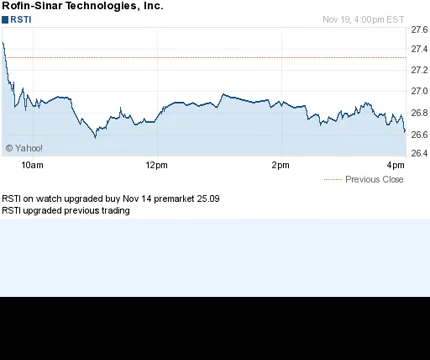 Rofin-Sinar Technologies, Inc.
RSTI Nov 19, 4:00pm EST
27.6
27.4
27.2
27.0
26.8
26.6
26.4
© Yahoo!
10am 12pm 2pm 4pm
Previous Close
RSTI on watch upgraded buy Nov 14 premarket 25.09
RSTI upgraded previous trading